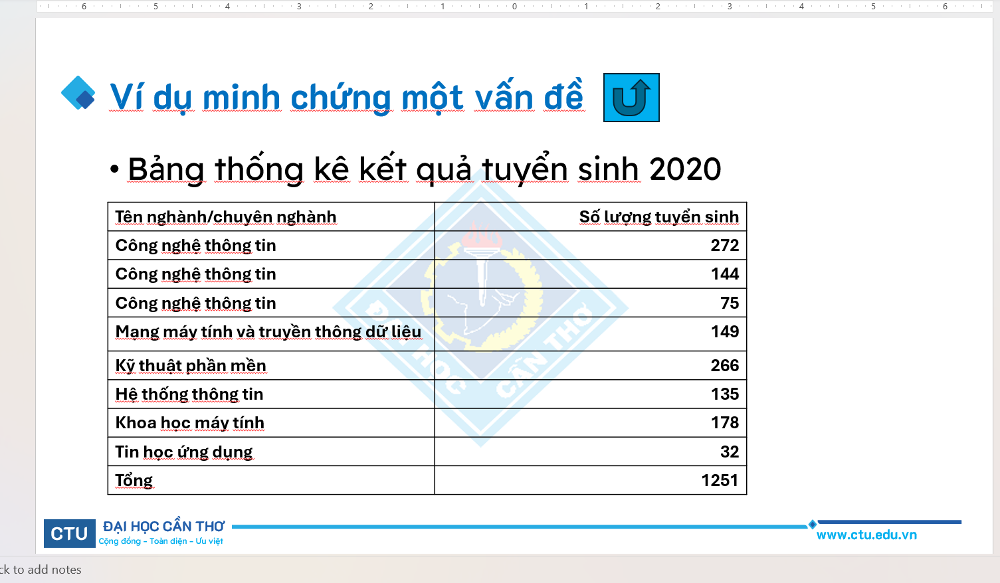 6 5 4 3 2 1 0 1 2 3 4 5 6
Ví dụ minh chứng một vấn đề
• Bảng thống kê kết quả tuyển sinh 2020
Tên nghành/chuyên nghành Số lượng tuyển sinh
Công nghệ thông tin 272
Công nghệ thông tin 144
Công nghệ thông tin 75
Mạng máy tính và truyền thông dữ liệu 149
Kỹ thuật phần mền 266
Hệ thống thông tin 135
Khoa học máy tính 178
Tin học ứng dụng 32
Tổng 1251
ĐẠI HỌC CẦN THƠ
CTU ĐẠI HỌC CẦN THƠ
Cộng đồng – Toàn diện – Ưu việt
www.ctu.edu.vn
ck to add notes